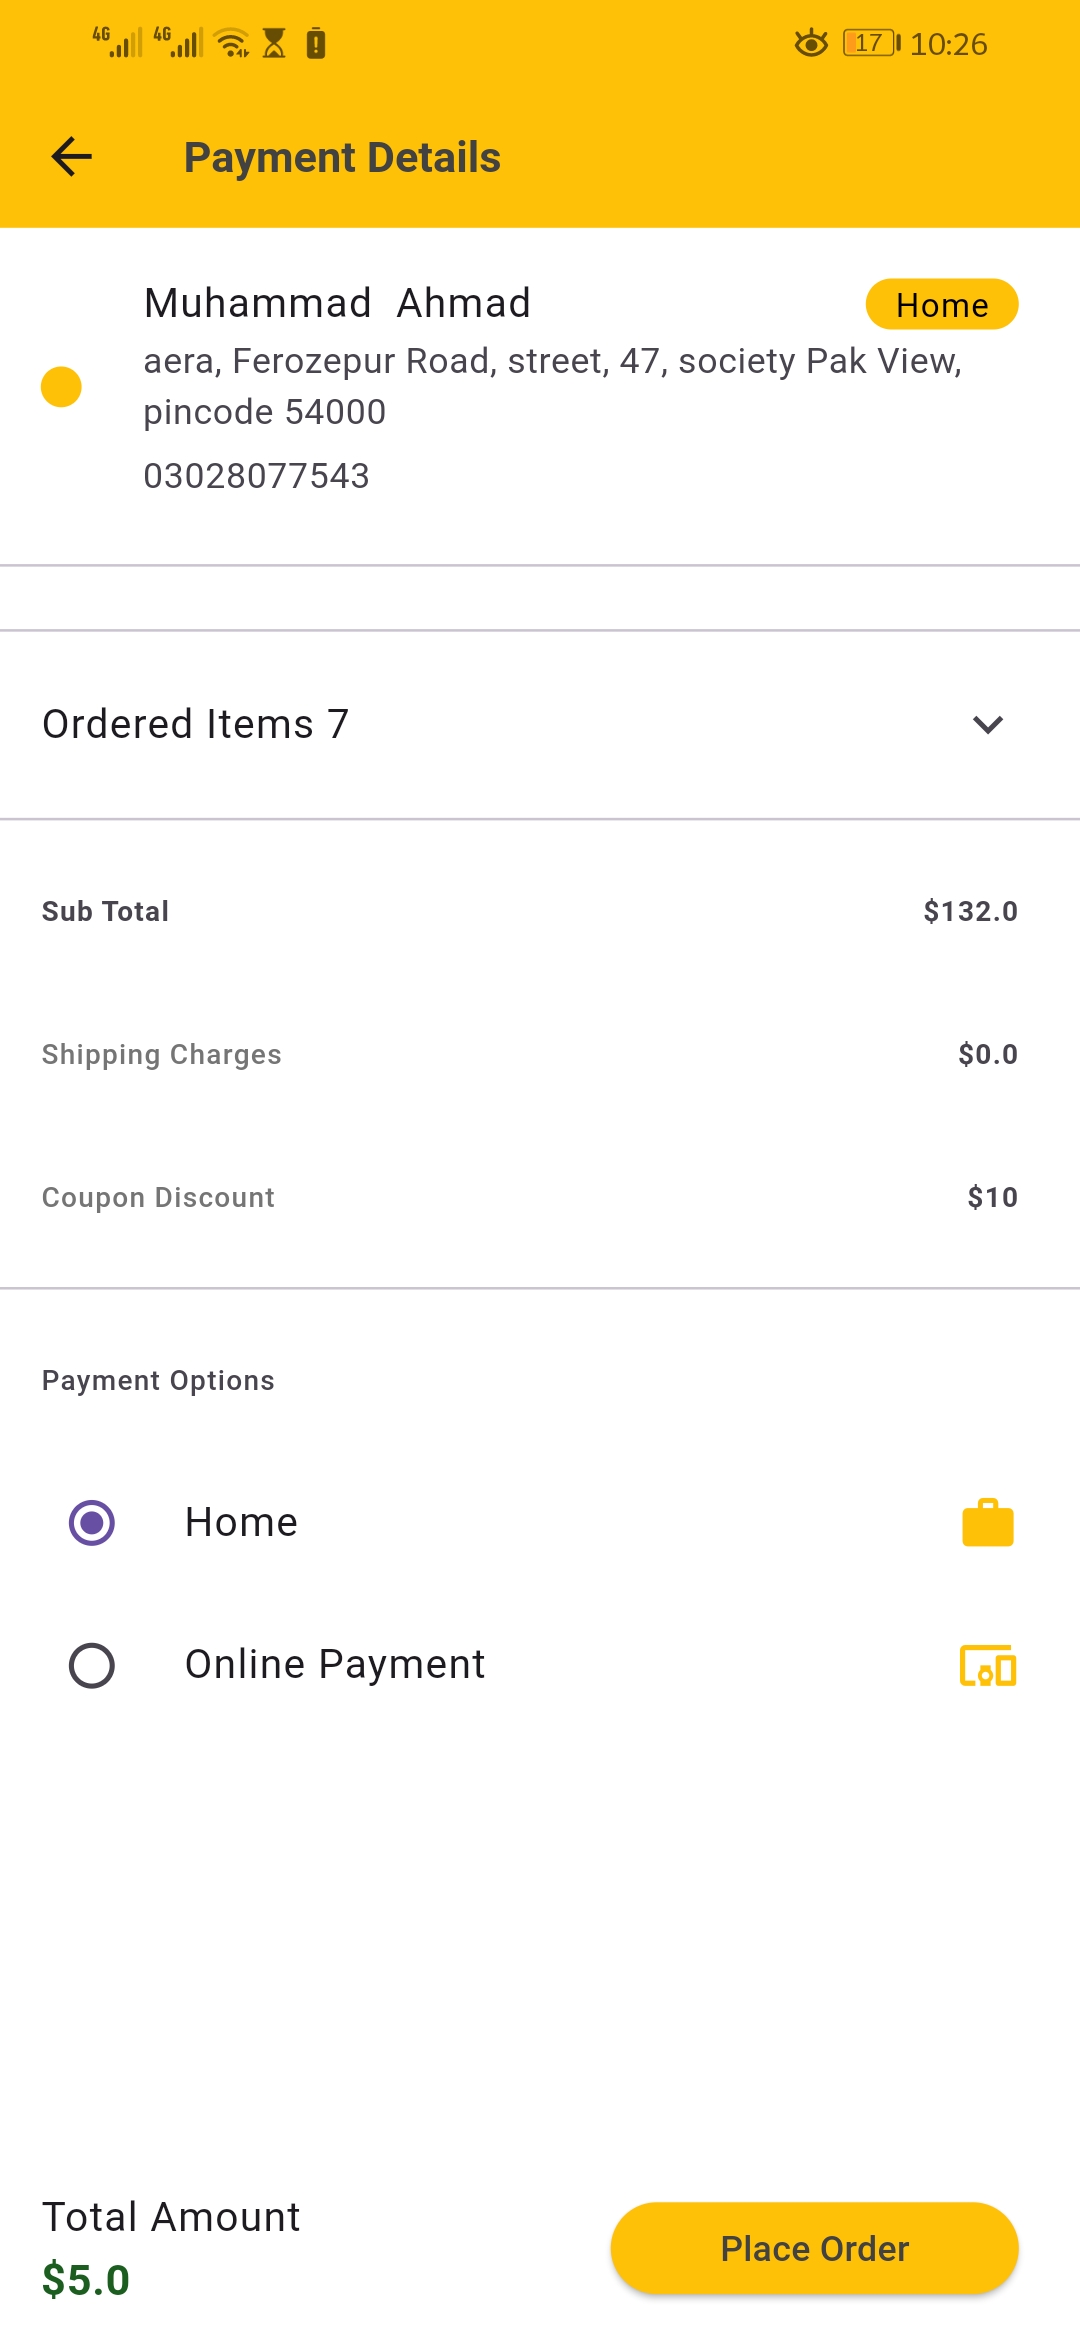 4G 4G 17 10:26
Payment Details
Muhammad Ahmad Home
aera, Ferozepur Road, street, 47, society Pak View,
pincode 54000
03028077543
Ordered Items 7
Sub Total $132.0
Shipping Charges $0.0
Coupon Discount $10
Payment Options
Home
Online Payment
Total Amount
$5.0
Place Order